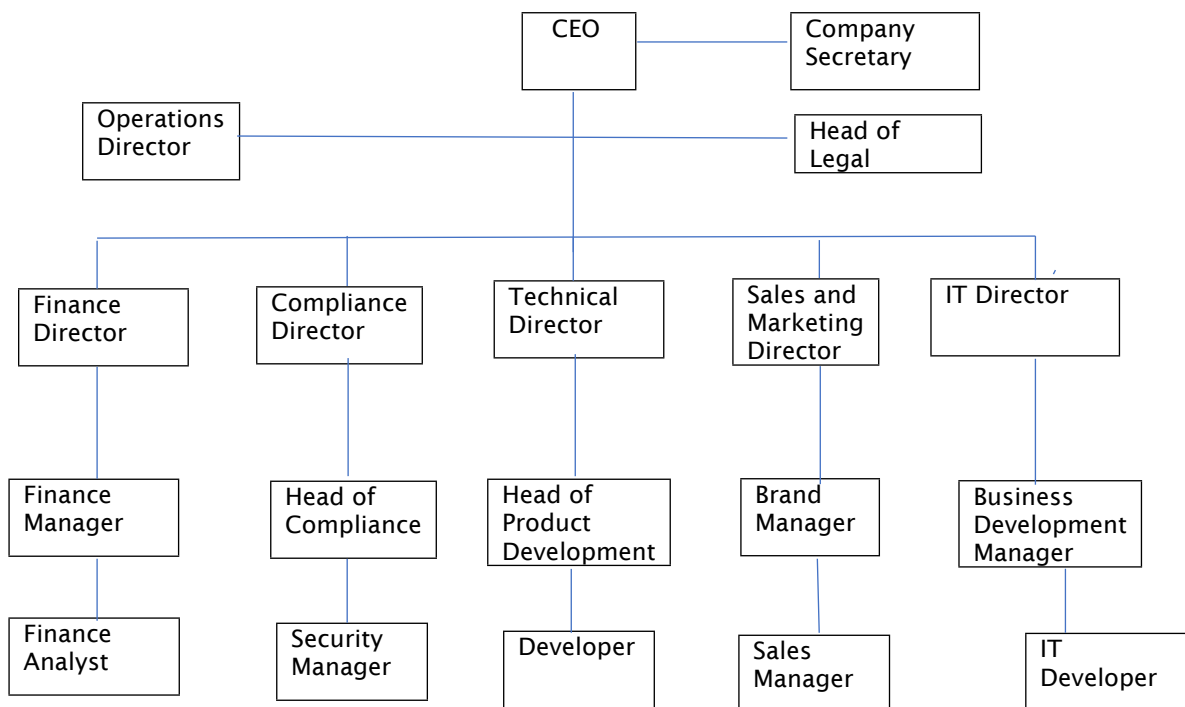 CEO
Company
Secretary
Operations
Director
Head of
Legal
Finance
Director
Compliance
Director
Technical
Director
Sales and
Marketing
Director
IT Director
Finance
Manager
Head of
Compliance
Head of
Product
Development
Brand
Manager
Business
Development
Manager
Finance
Analyst
Security
Manager
Developer
Sales
Manager
IT
Developer